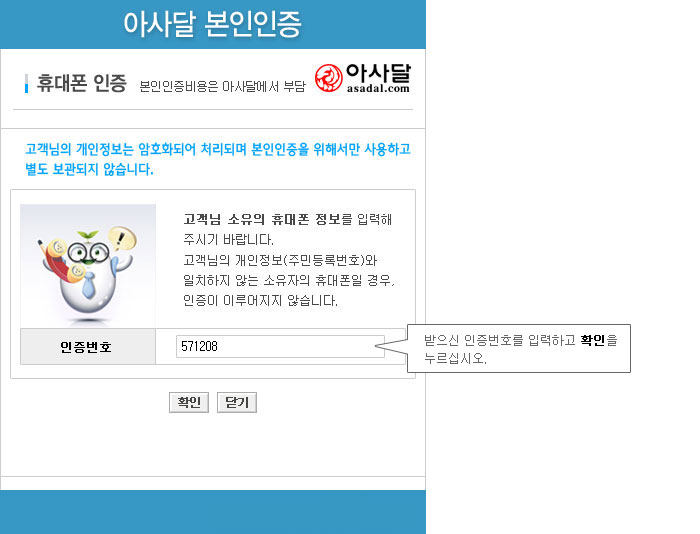 아사달 본인인증
휴대폰 인증 본인인증비용은 아사달에서 부담 아사달
asadal.com
고객님의 개인정보는 암호화되어 처리되며 본인인증을 위해서만 사용하고
별도 보관되지 않습니다.
고객님 소유의 휴대폰 정보를 입력해
주시기 바랍니다.
고객님의 개인정보(주민등록번호)와
일치하지 않는 소유자의 휴대폰일 경우,
인증이 이루어지지 않습니다.
인증번호 571208
받으신 인증번호를 입력하고 확인을
누르십시오.
확인 닫기